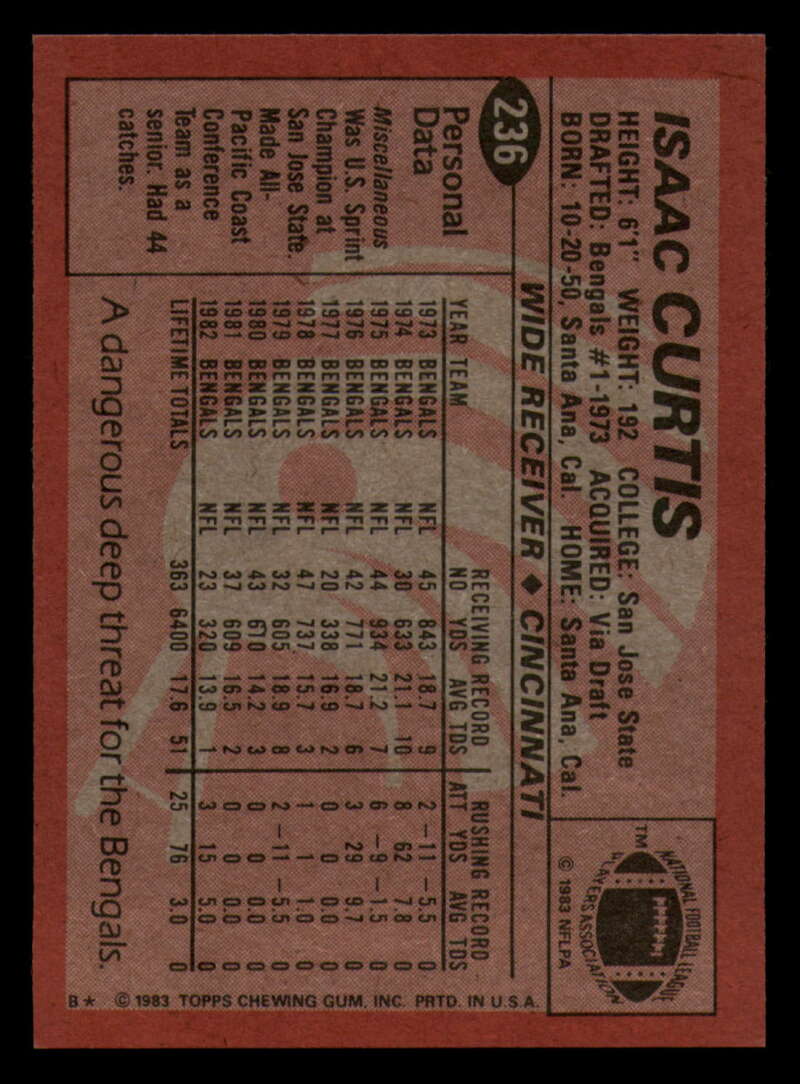 ISAAC CURTIS
HEIGHT: 6'1" WEIGHT: 192 COLLEGE: San Jose State
DRAFTED: Bengals #1-1973 ACQUIRED: Via Draft
BORN: 10-20-50, Santa Ana, Cal. HOME: Santa Ana, Cal.
TM
NATIONAL FOOTBALL LEAGUE
PLAYERS ASSOCIATION
© 1983 NFLPA
236
WIDE RECEIVER ♦ CINCINNATI
Personal
Data
Miscellaneous
Was U.S. Sprint
Champion at
San Jose State.
Made All-
Pacific Coast
Conference
Team as a
senior. Had 44
catches.
RECEIVING RECORD RUSHING RECORD
YEAR TEAM NO YDS AVG TDS ATT YDS AVG TDS
1973 BENGALS NFL 45 843 18.7 9 2 –11 –5.5 0
1974 BENGALS NFL 30 633 21.1 10 8 62 7.8 0
1975 BENGALS NFL 44 934 21.2 7 6 –9 –1.5 0
1976 BENGALS NFL 42 771 18.7 6 3 29 9.7 0
1977 BENGALS NFL 20 338 16.9 2 0 0 0.0 0
1978 BENGALS NFL 47 737 15.7 3 1 1 1.0 0
1979 BENGALS NFL 32 605 18.9 8 2 –11 –5.5 0
1980 BENGALS NFL 43 610 14.2 3 0 0 0.0 0
1981 BENGALS NFL 37 609 16.5 2 0 0 0.0 0
1982 BENGALS NFL 23 320 13.9 1 3 15 5.0 0
LIFETIME TOTALS 363 6400 17.6 51 25 76 3.0 0
A dangerous deep threat for the Bengals.
B* © 1983 TOPPS CHEWING GUM, INC. PRTD. IN U.S.A.